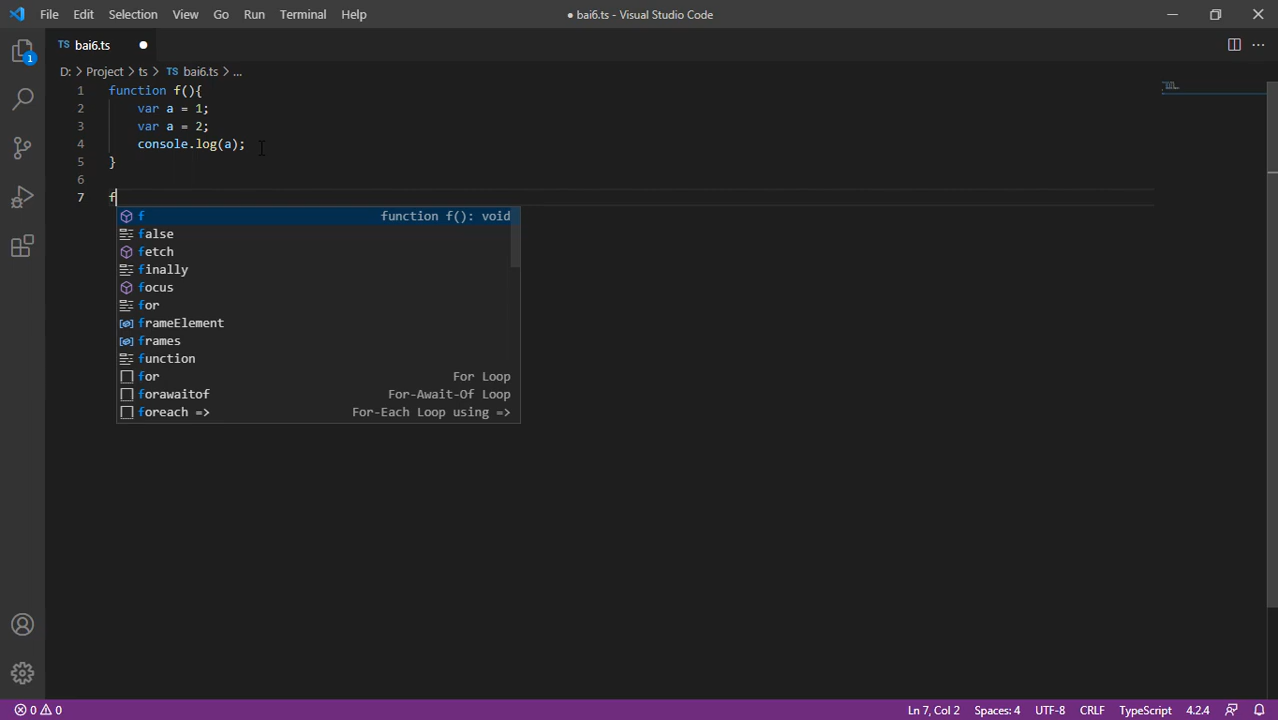 File Edit Selection View Go Run Terminal Help ● bai6.ts - Visual Studio Code
TS bai6.ts ●
D: > Project > ts > TS bai6.ts > ...
1 function f(){
2 var a = 1;
3 var a = 2;
4 console.log(a);
5 }
6
7 f
f function f(): void
false
fetch
finally
focus
for
frameElement
frames
function
for For Loop
forawaitof For-Await-Of Loop
foreach => For-Each Loop using =>
1
0 0 Ln 7, Col 2 Spaces: 4 UTF-8 CRLF TypeScript 4.2.4